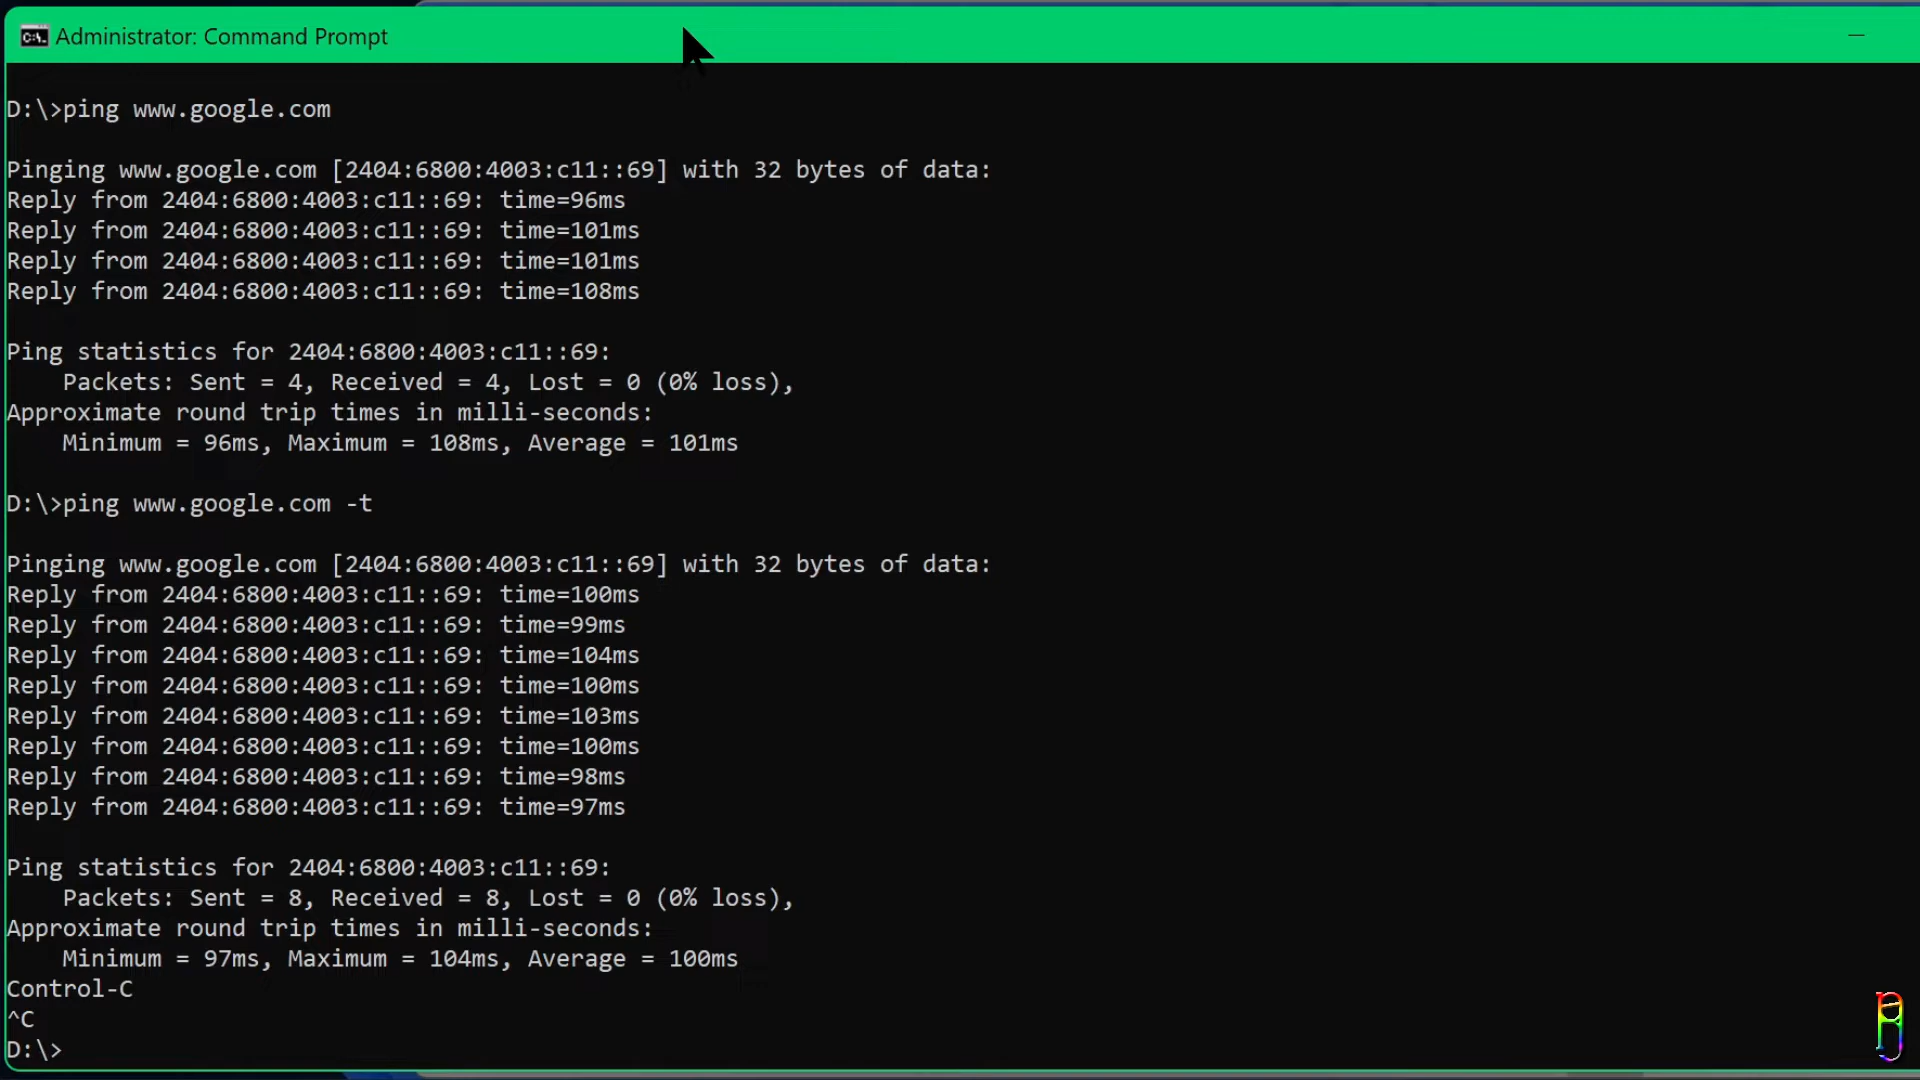 Administrator: Command Prompt
D:\>ping www.google.com
Pinging www.google.com [2404:6800:4003:c11::69] with 32 bytes of data:
Reply from 2404:6800:4003:c11::69: time=96ms
Reply from 2404:6800:4003:c11::69: time=101ms
Reply from 2404:6800:4003:c11::69: time=101ms
Reply from 2404:6800:4003:c11::69: time=108ms
Ping statistics for 2404:6800:4003:c11::69:
    Packets: Sent = 4, Received = 4, Lost = 0 (0% loss),
Approximate round trip times in milli-seconds:
    Minimum = 96ms, Maximum = 108ms, Average = 101ms
D:\>ping www.google.com -t
Pinging www.google.com [2404:6800:4003:c11::69] with 32 bytes of data:
Reply from 2404:6800:4003:c11::69: time=100ms
Reply from 2404:6800:4003:c11::69: time=99ms
Reply from 2404:6800:4003:c11::69: time=104ms
Reply from 2404:6800:4003:c11::69: time=100ms
Reply from 2404:6800:4003:c11::69: time=103ms
Reply from 2404:6800:4003:c11::69: time=100ms
Reply from 2404:6800:4003:c11::69: time=98ms
Reply from 2404:6800:4003:c11::69: time=97ms
Ping statistics for 2404:6800:4003:c11::69:
    Packets: Sent = 8, Received = 8, Lost = 0 (0% loss),
Approximate round trip times in milli-seconds:
    Minimum = 97ms, Maximum = 104ms, Average = 100ms
Control-C
^C
D:\>